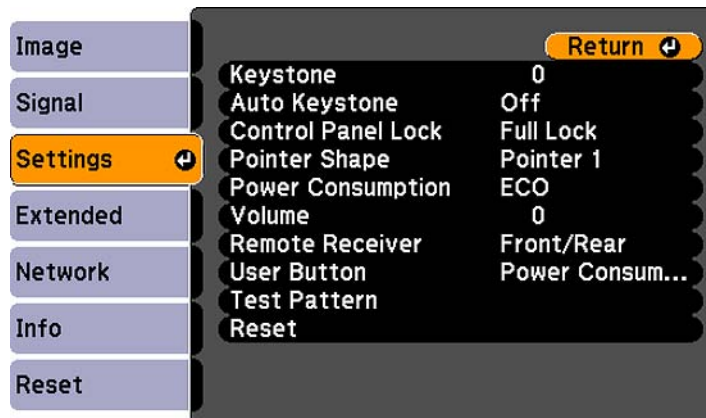 Image
Signal
Settings
Extended
Network
Info
Reset
Return
Keystone 0
Auto Keystone Off
Control Panel Lock Full Lock
Pointer Shape Pointer 1
Power Consumption ECO
Volume 0
Remote Receiver Front/Rear
User Button Power Consum...
Test Pattern
Reset